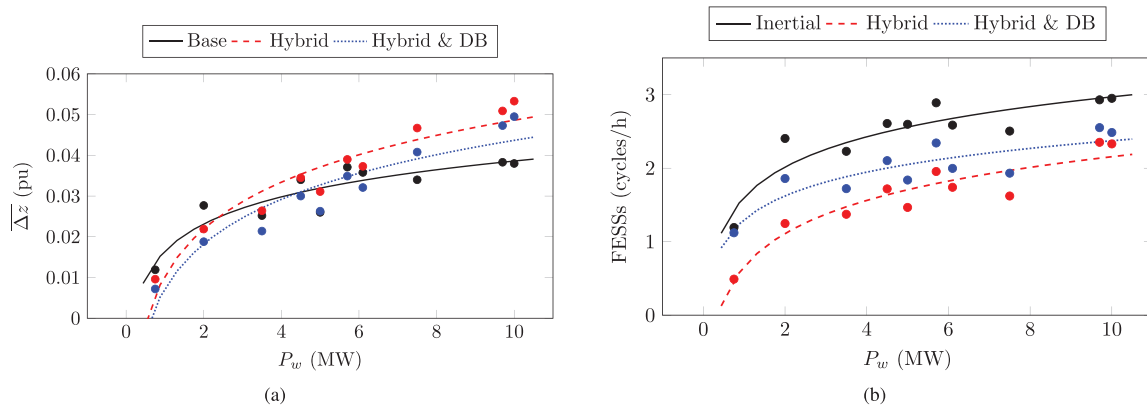 Base Hybrid Hybrid & DB
0.06
0.05
0.04
0.03
0.02
0.01
0
0 2 4 6 8 10
$\overline{\Delta z}$ (pu)
$P_w$ (MW)
(a)
Inertial Hybrid Hybrid & DB
3
2
1
0
0 2 4 6 8 10
FESSs (cycles/h)
$P_w$ (MW)
(b)